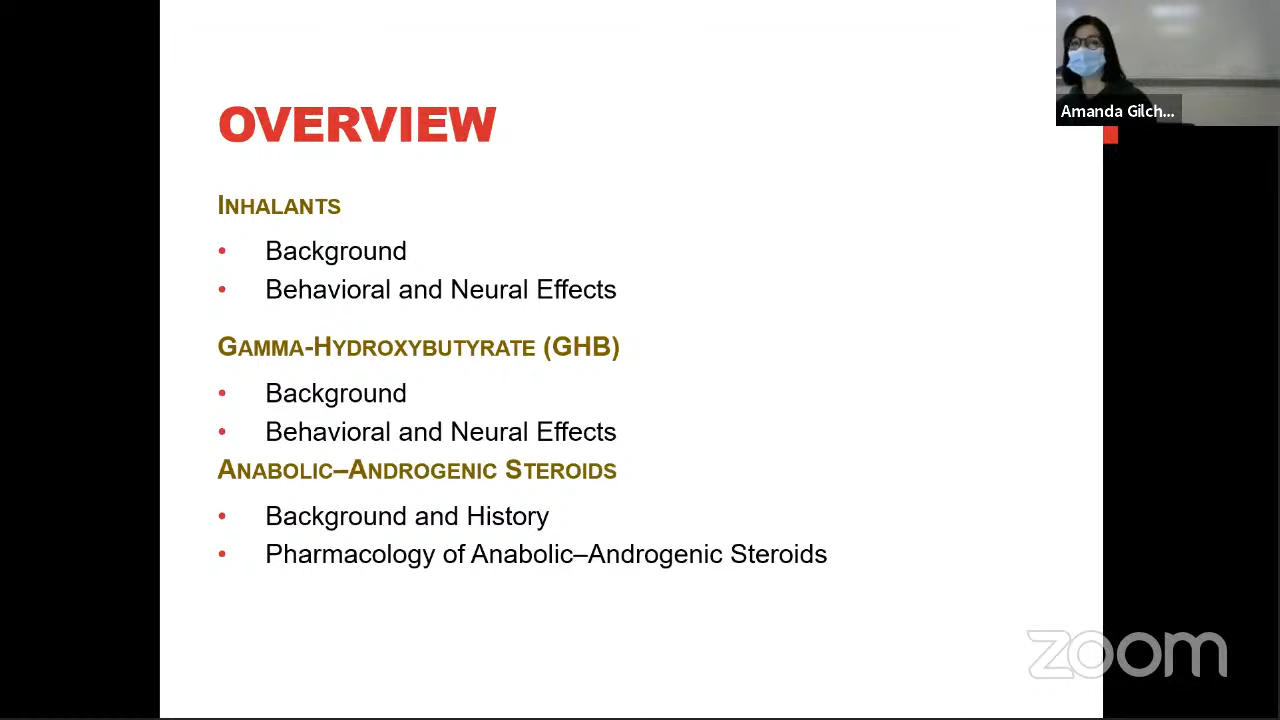 OVERVIEW
Amanda Gilch...
INHALANTS
• Background
• Behavioral and Neural Effects
GAMMA-HYDROXYBUTYRATE (GHB)
• Background
• Behavioral and Neural Effects
ANABOLIC–ANDROGENIC STEROIDS
• Background and History
• Pharmacology of Anabolic–Androgenic Steroids
zoom